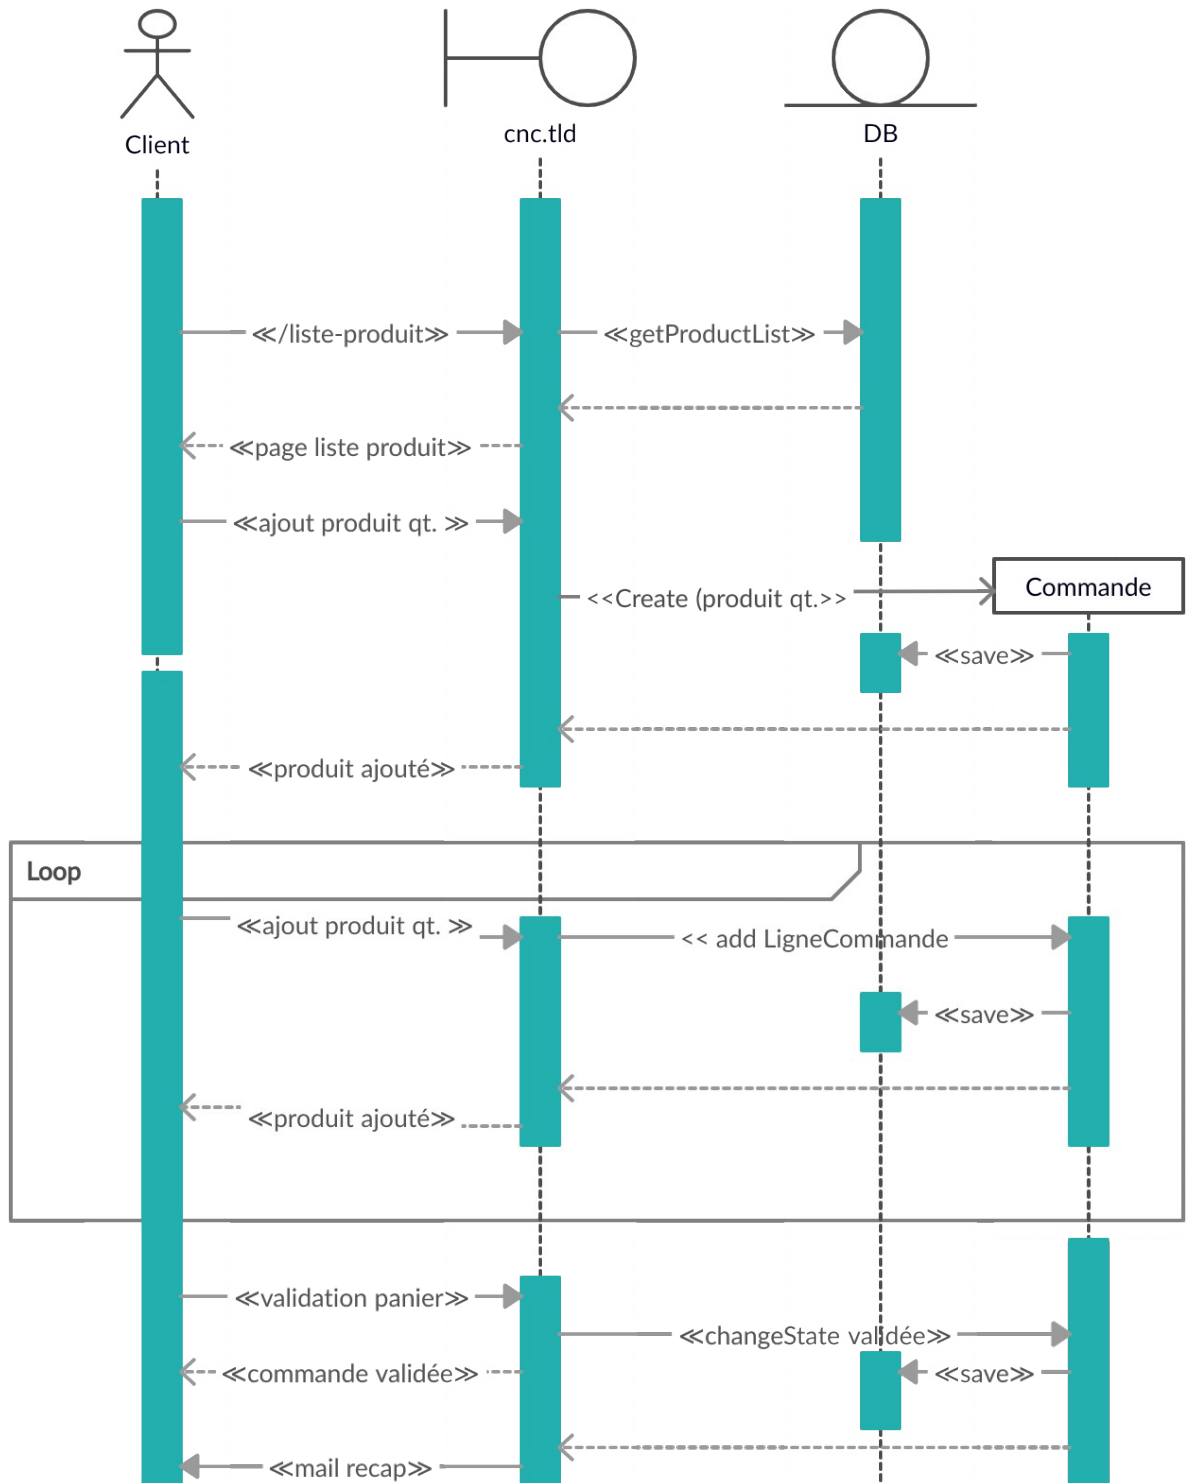 Client
cnc.tld
DB
≪/liste-produit≫
≪getProductList≫
≪page liste produit≫
≪ajout produit qt. ≫
<<Create (produit qt.>>
Commande
≪save≫
≪produit ajouté≫
Loop
≪ajout produit qt. ≫
<< add LigneCommande
≪save≫
≪produit ajouté≫
≪validation panier≫
≪changeState validée≫
≪commande validée≫
≪save≫
≪mail recap≫